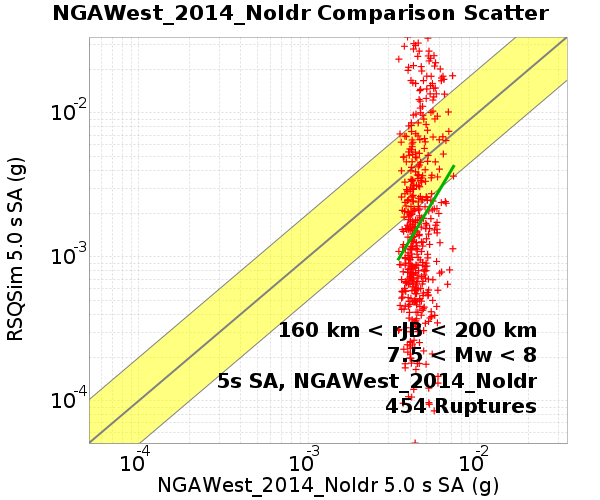 NGAWest_2014_NoIdr Comparison Scatter
RSQSim 5.0 s SA (g)
10-2
10-3
10-4
160 km < rJB < 200 km
7.5 < Mw < 8
5s SA, NGAWest_2014_NoIdr
454 Ruptures
10-4
10-3
10-2
NGAWest_2014_NoIdr 5.0 s SA (g)